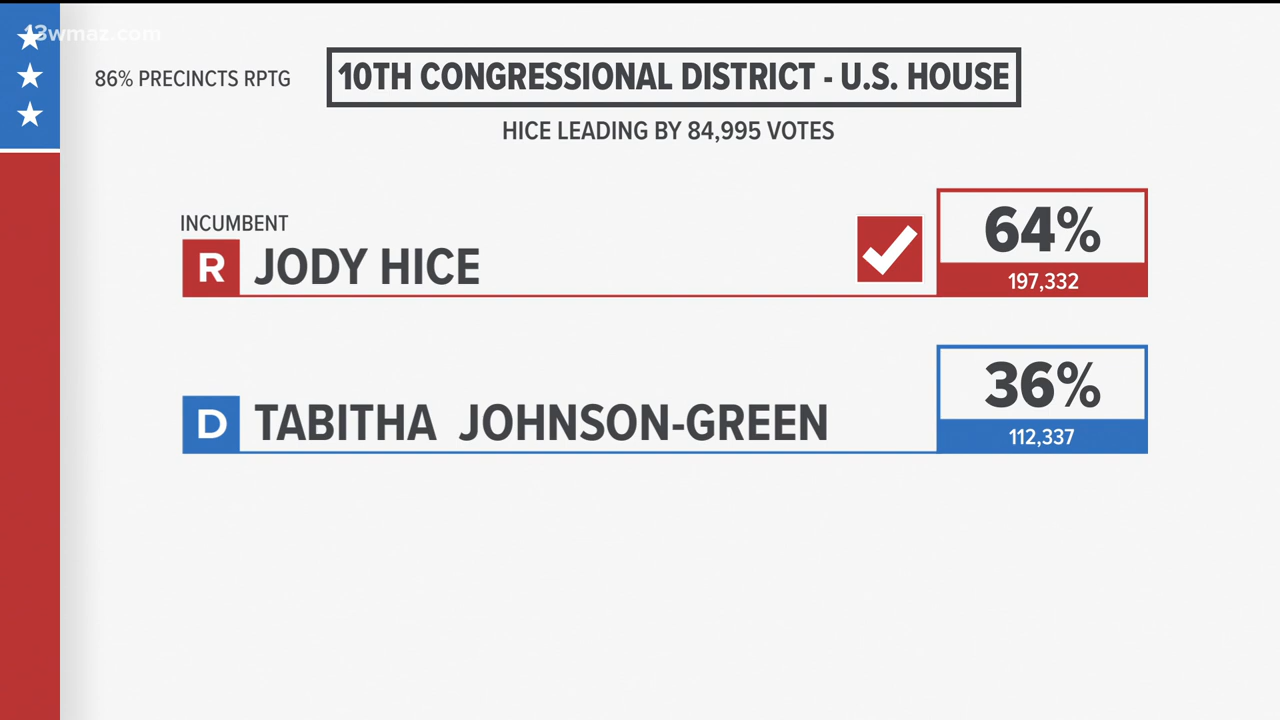 13wmaz.com
86% PRECINCTS RPTG
10TH CONGRESSIONAL DISTRICT - U.S. HOUSE
HICE LEADING BY 84,995 VOTES
INCUMBENT
R JODY HICE
64%
197,332
D TABITHA JOHNSON-GREEN
36%
112,337